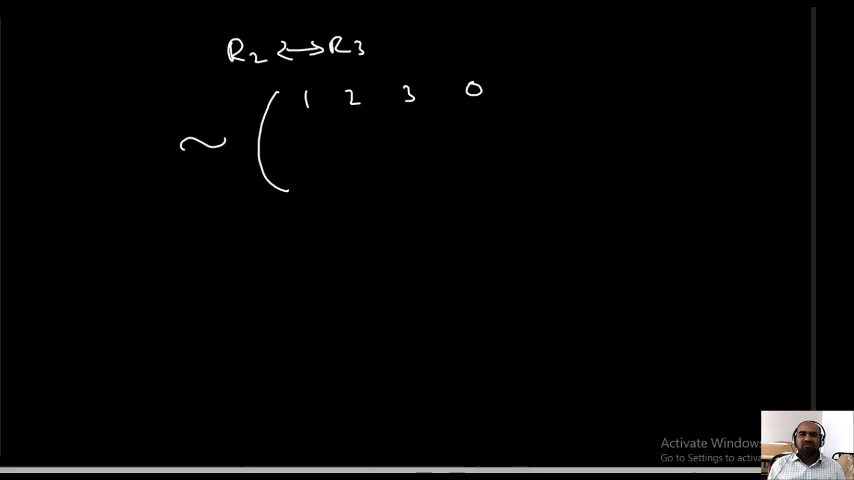 R2 ↔ R3
~ ( 1 2 3 0
Activate Windows
Go to Settings to activa